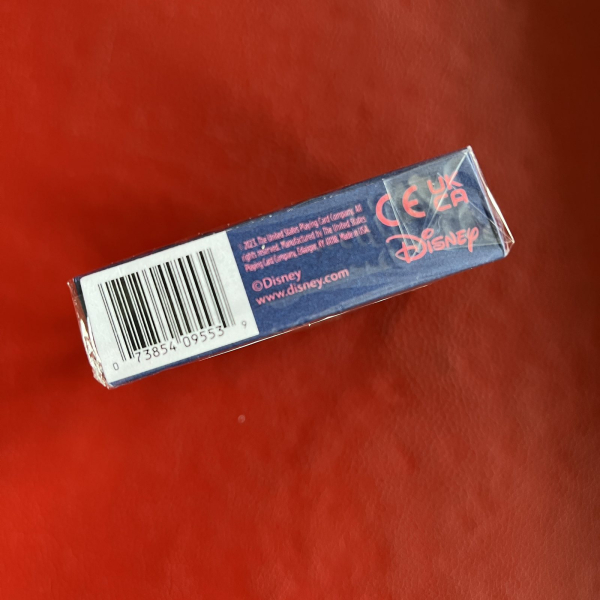 0 73854 09553 9
2023. The United States Playing Card Company. All
rights reserved. Manufactured by The United States
Playing Card Company, Erlanger, KY 41018. Made in USA.
©Disney
www.disney.com
CE UK
CA
Disney